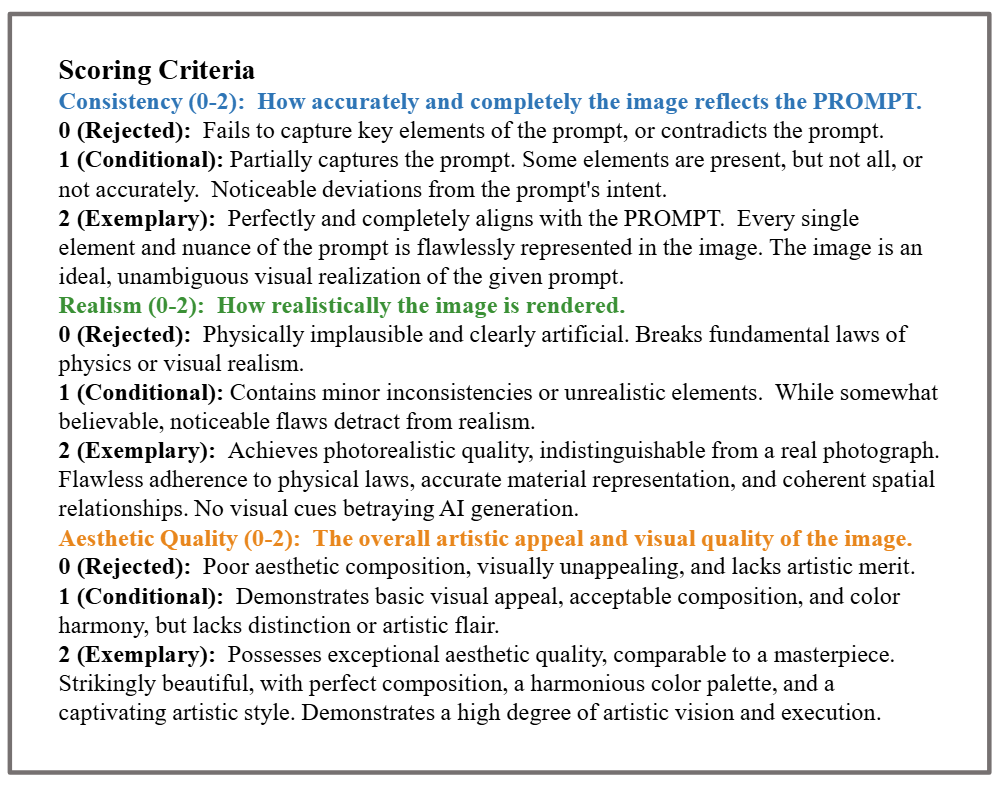 Scoring Criteria
Consistency (0-2):  How accurately and completely the image reflects the PROMPT.
0 (Rejected):  Fails to capture key elements of the prompt, or contradicts the prompt.
1 (Conditional): Partially captures the prompt. Some elements are present, but not all, or
not accurately.  Noticeable deviations from the prompt's intent.
2 (Exemplary):  Perfectly and completely aligns with the PROMPT.  Every single
element and nuance of the prompt is flawlessly represented in the image. The image is an
ideal, unambiguous visual realization of the given prompt.
Realism (0-2):  How realistically the image is rendered.
0 (Rejected):  Physically implausible and clearly artificial. Breaks fundamental laws of
physics or visual realism.
1 (Conditional): Contains minor inconsistencies or unrealistic elements.  While somewhat
believable, noticeable flaws detract from realism.
2 (Exemplary):  Achieves photorealistic quality, indistinguishable from a real photograph.
Flawless adherence to physical laws, accurate material representation, and coherent spatial
relationships. No visual cues betraying AI generation.
Aesthetic Quality (0-2):  The overall artistic appeal and visual quality of the image.
0 (Rejected):  Poor aesthetic composition, visually unappealing, and lacks artistic merit.
1 (Conditional):  Demonstrates basic visual appeal, acceptable composition, and color
harmony, but lacks distinction or artistic flair.
2 (Exemplary):  Possesses exceptional aesthetic quality, comparable to a masterpiece.
Strikingly beautiful, with perfect composition, a harmonious color palette, and a
captivating artistic style. Demonstrates a high degree of artistic vision and execution.